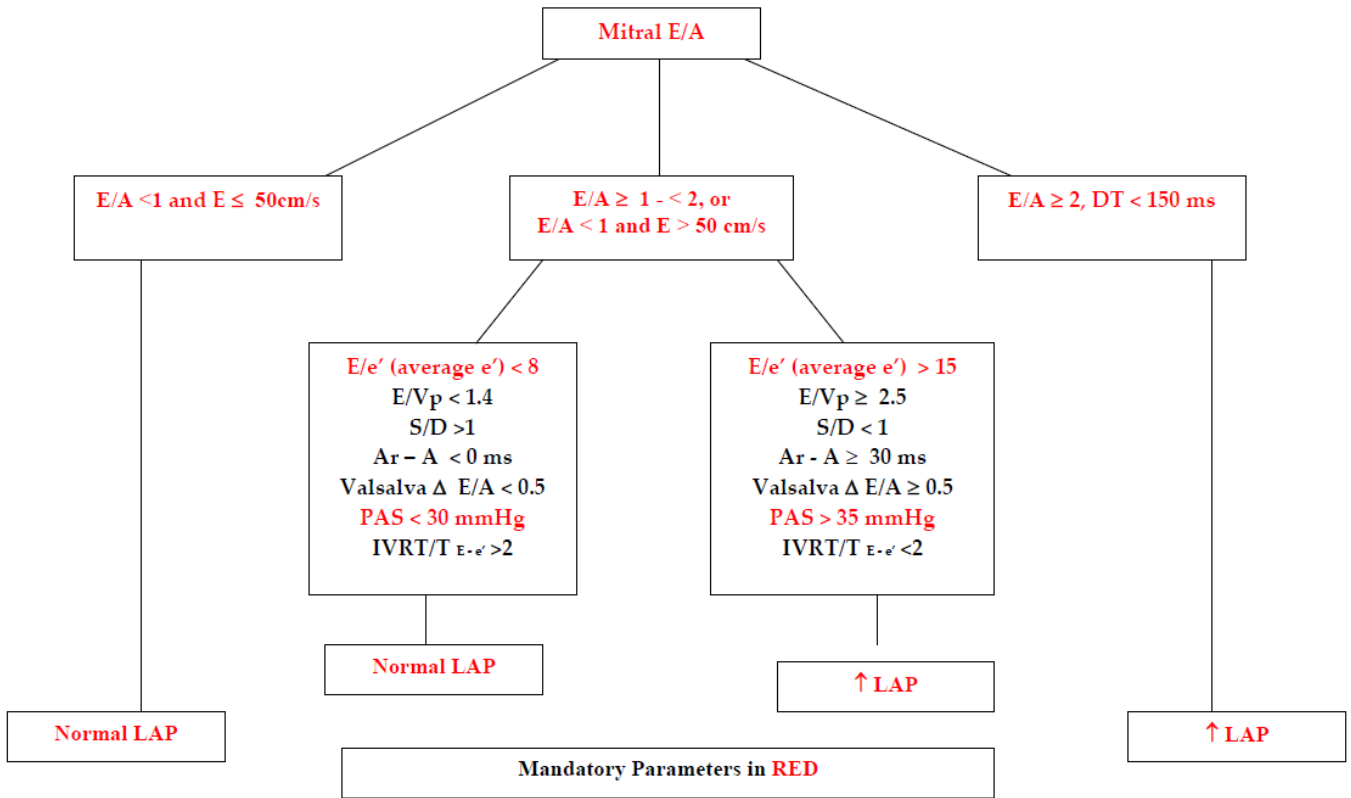 Mitral E/A
E/A <1 and E ≤ 50cm/s
E/A ≥ 1 - < 2, or
E/A < 1 and E > 50 cm/s
E/A ≥ 2, DT < 150 ms
E/e′ (average e′) < 8
E/Vp < 1.4
S/D >1
Ar – A < 0 ms
Valsalva Δ E/A < 0.5
PAS < 30 mmHg
IVRT/T E - e′ >2
E/e′ (average e′) > 15
E/Vp ≥ 2.5
S/D < 1
Ar - A ≥ 30 ms
Valsalva Δ E/A ≥ 0.5
PAS > 35 mmHg
IVRT/T E - e′ <2
Normal LAP
↑ LAP
Normal LAP
↑ LAP
Mandatory Parameters in RED